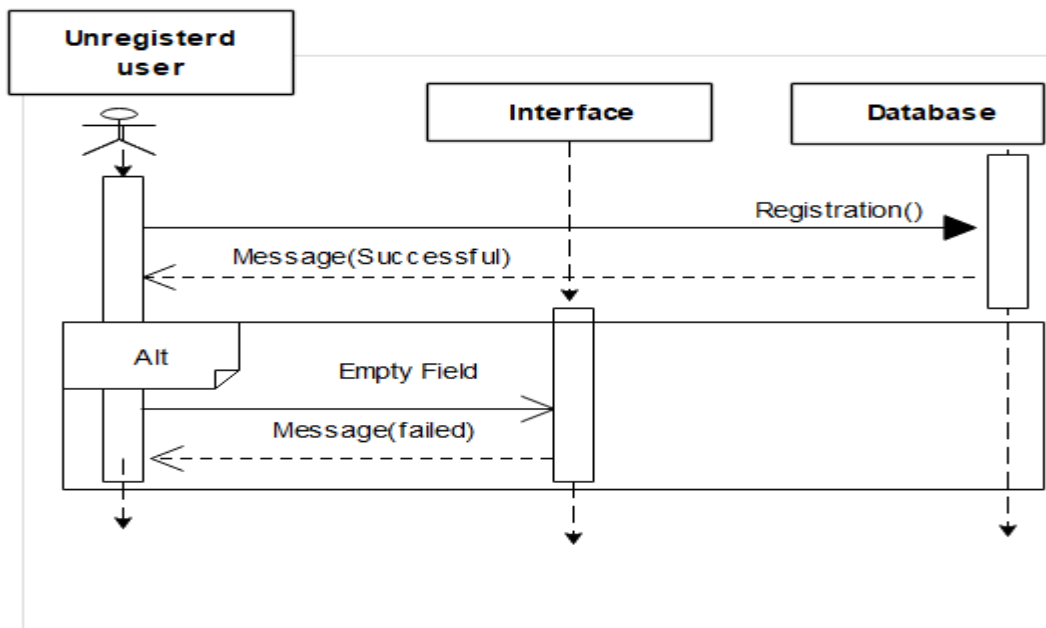 Unregisterd
user
Interface
Database
Registration()
Message(Successful)
Alt
Empty Field
Message(failed)